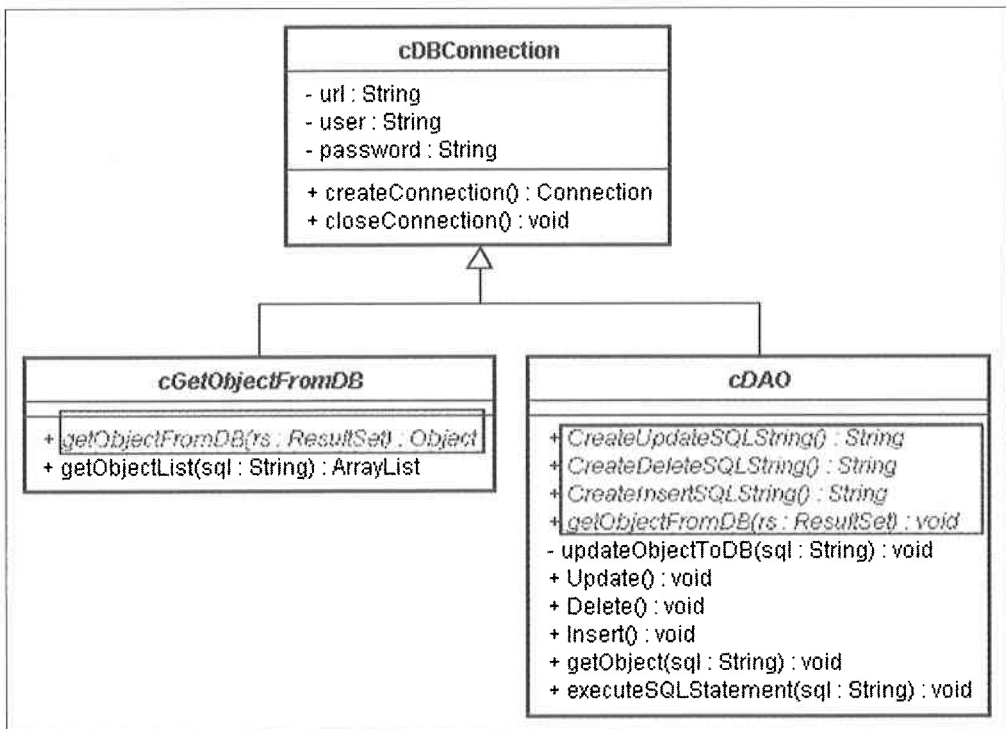 cDBConnection
- url : String
- user : String
- password : String
+ createConnection() : Connection
+ closeConnection() : void
cGetObjectFromDB
+ getObjectFromDB(rs : ResultSet) : Object
+ getObjectList(sql : String) : ArrayList
cDAO
+ CreateUpdateSQLString() : String
+ CreateDeleteSQLString() : String
+ CreateInsertSQLString() : String
+ getObjectFromDB(rs : ResultSet) : void
- updateObjectToDB(sql : String) : void
+ Update() : void
+ Delete() : void
+ Insert() : void
+ getObject(sql : String) : void
+ executeSQLStatement(sql : String) : void